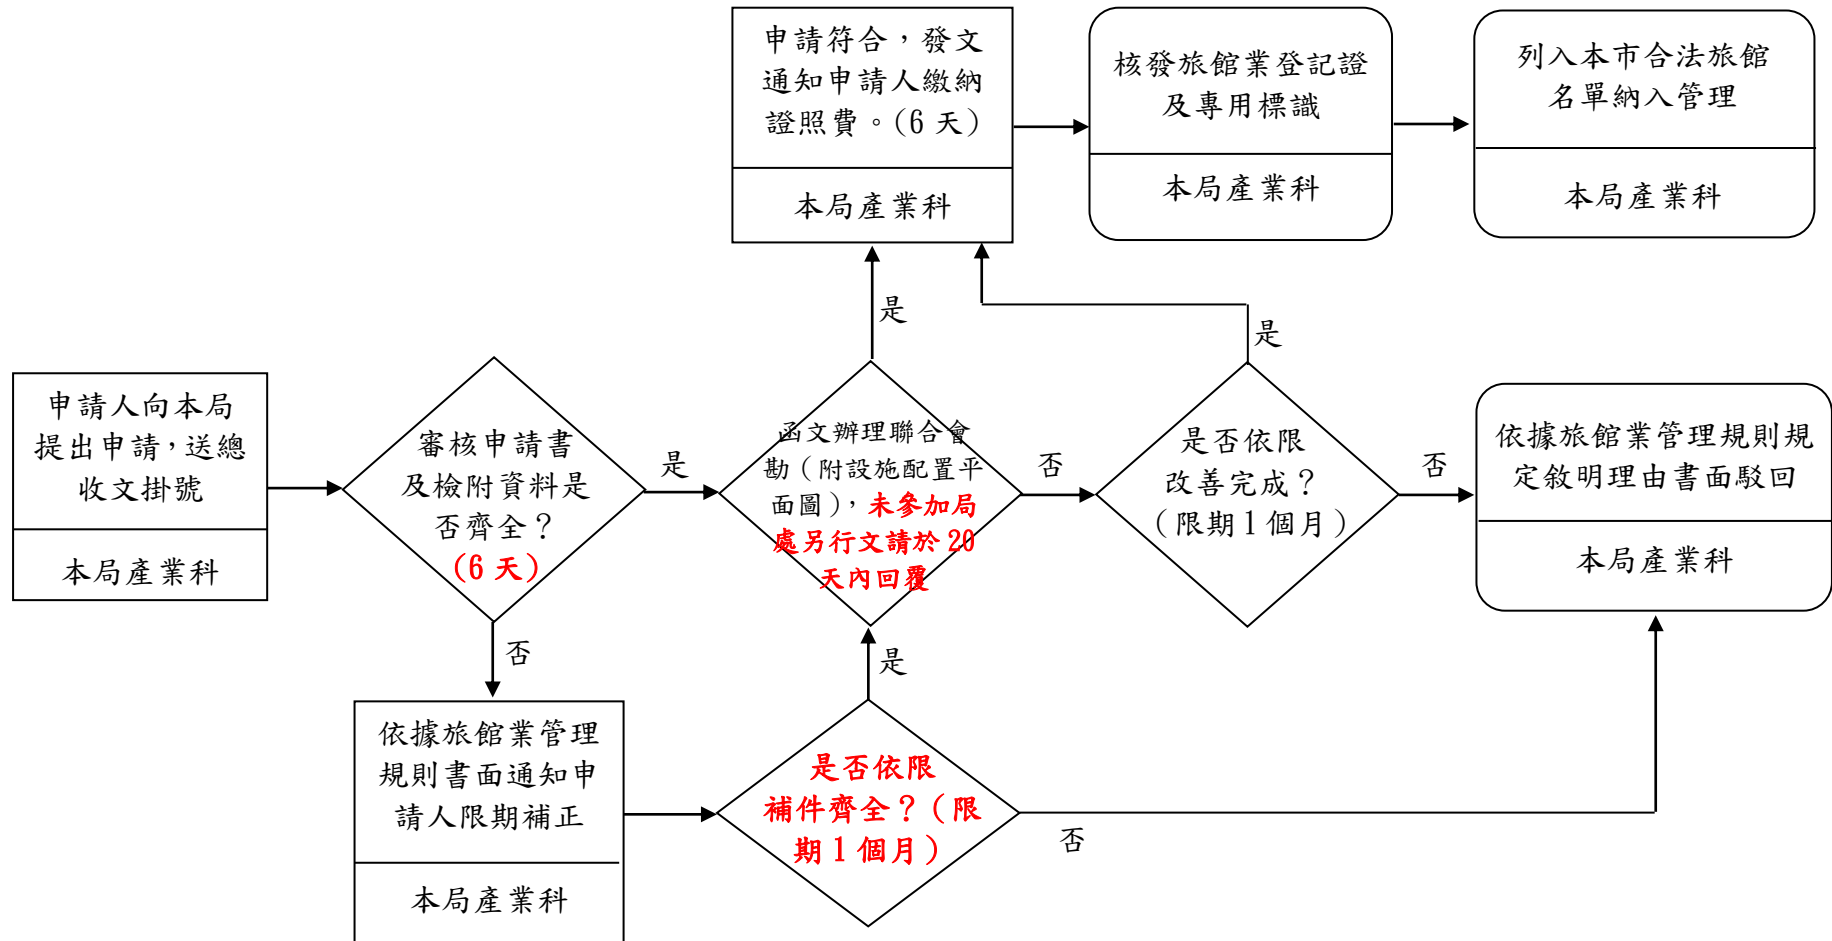 申請符合，發文
通知申請人繳納
證照費。(6 天)
本局產業科
核發旅館業登記證
及專用標識
本局產業科
列入本市合法旅館
名單納入管理
本局產業科
是
是
申請人向本局
提出申請，送總
收文掛號
本局產業科
審核申請書
及檢附資料是
否齊全？
(6 天)
是
函文辦理聯合會
勘（附設施配置平
面圖），未參加局
處另行文請於 20
天內回覆
否
是否依限
改善完成？
（限期 1 個月）
否
依據旅館業管理規則規
定敘明理由書面駁回
本局產業科
否
是
依據旅館業管理
規則書面通知申
請人限期補正
本局產業科
是否依限
補件齊全？（限
期 1 個月）
否